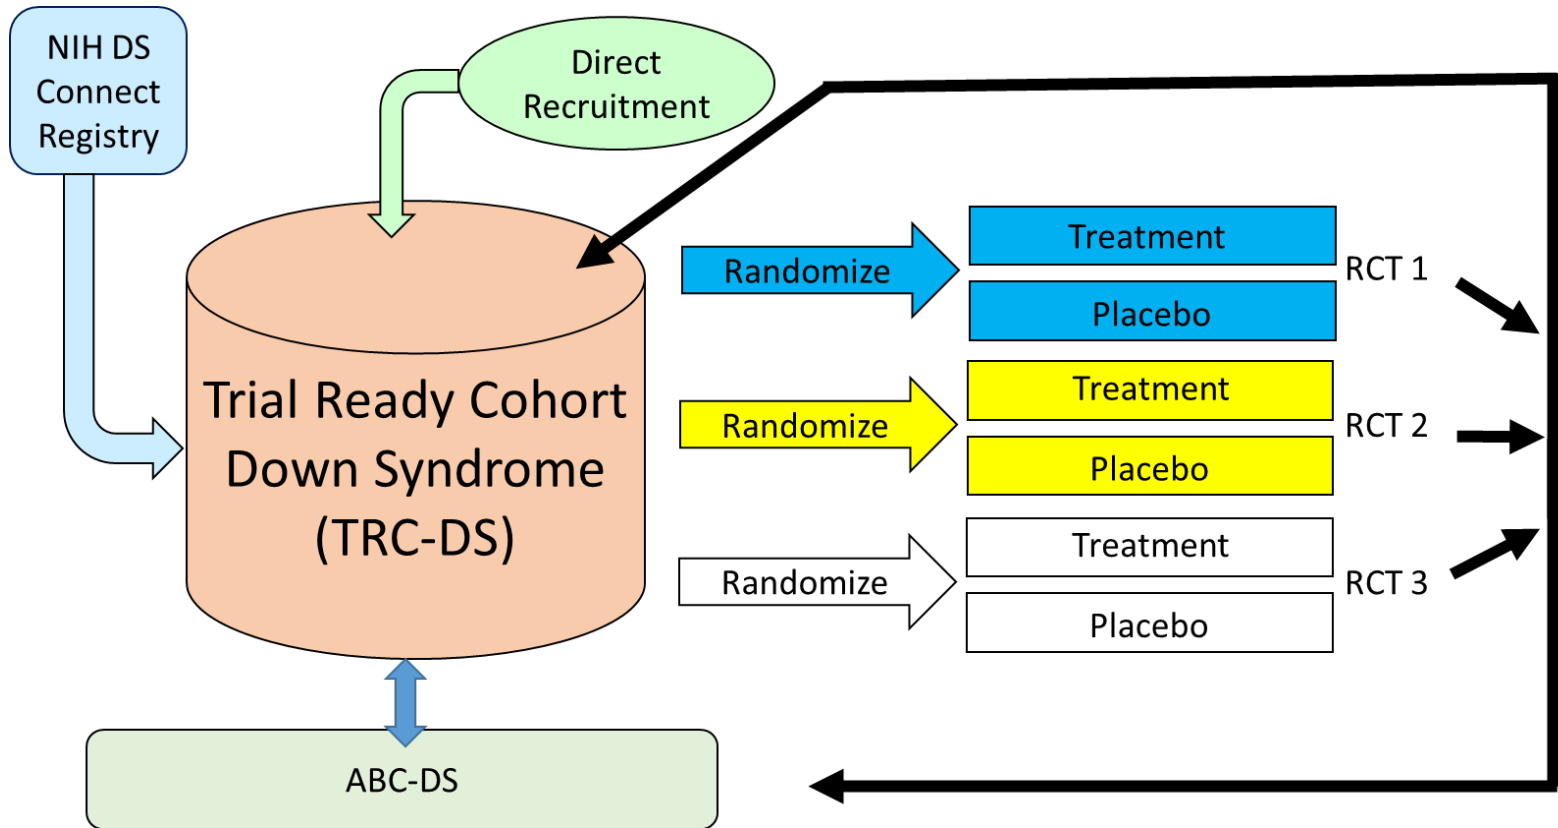 NIH DS
Connect
Registry
Direct
Recruitment
Trial Ready Cohort
Down Syndrome
(TRC-DS)
Randomize
Treatment
Placebo
RCT 1
Randomize
Treatment
Placebo
RCT 2
Randomize
Treatment
Placebo
RCT 3
ABC-DS